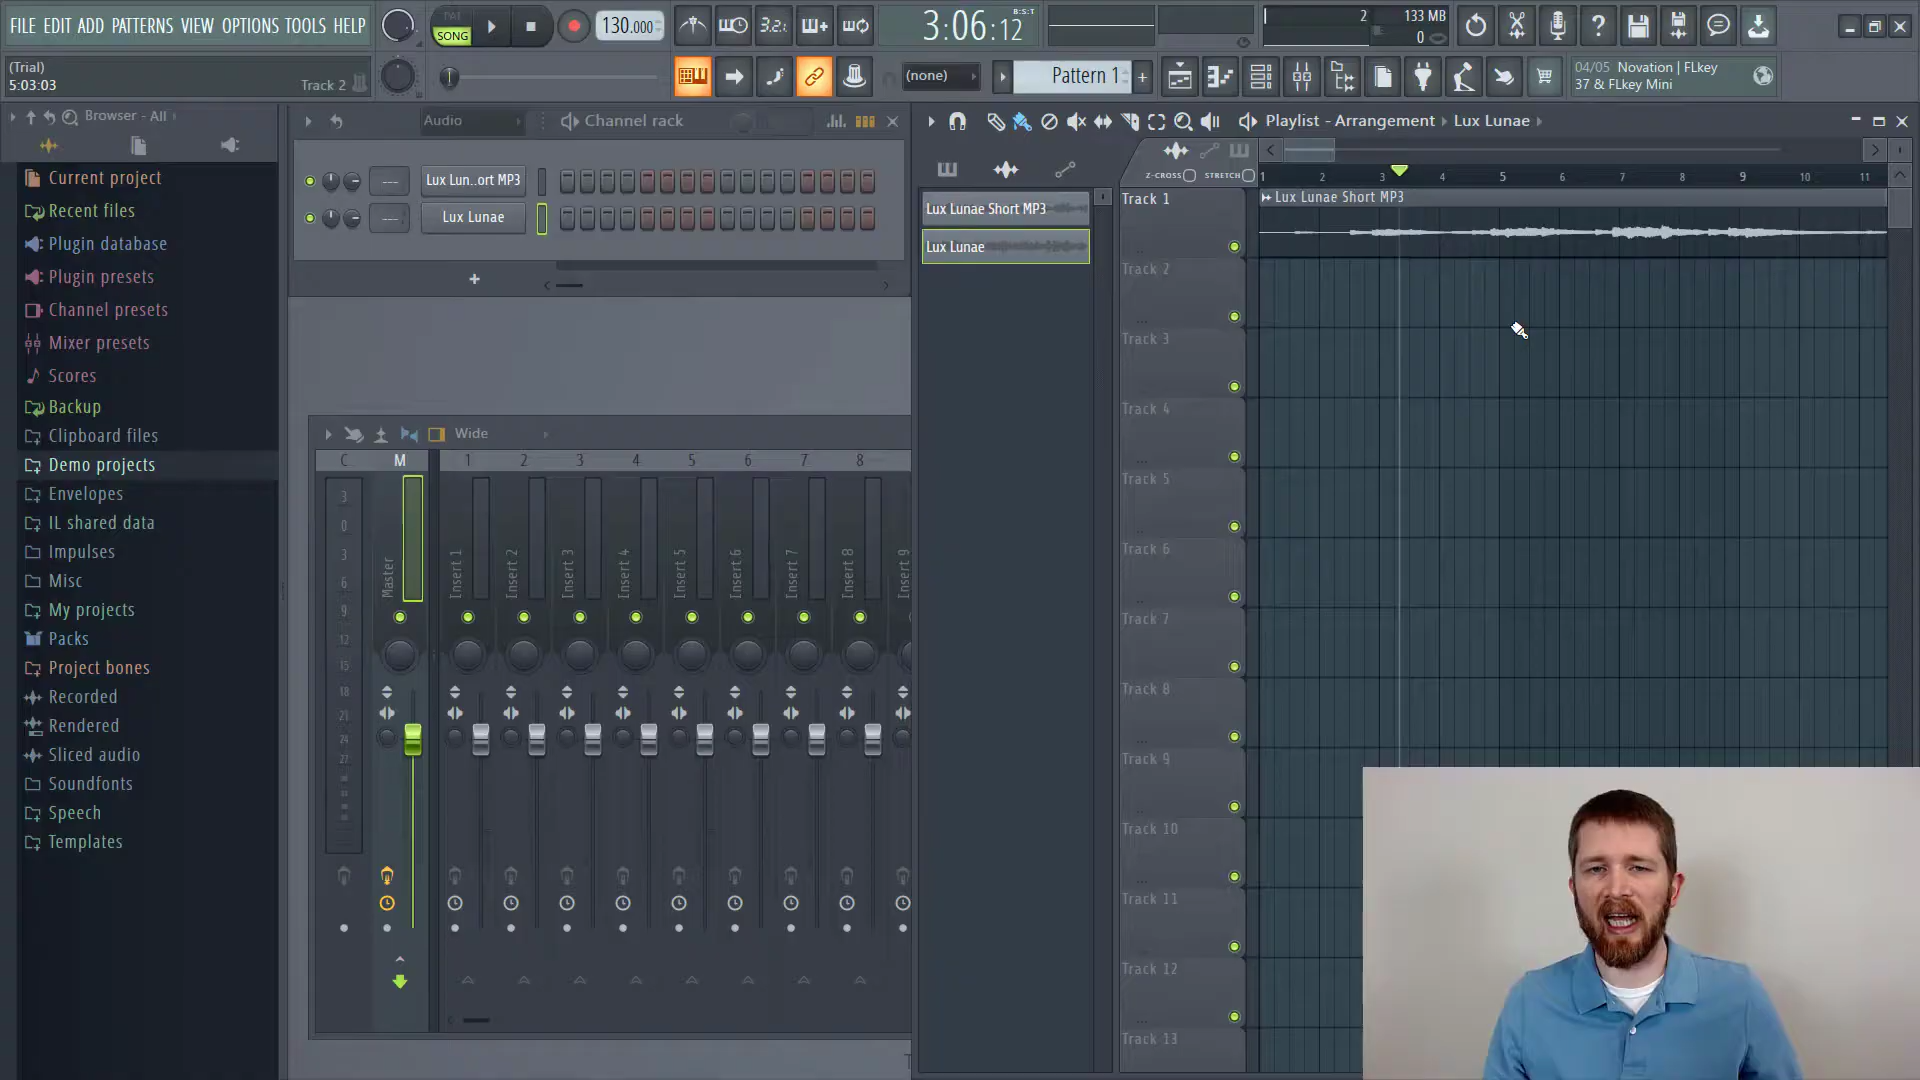 FILE EDIT ADD PATTERNS VIEW OPTIONS TOOLS HELP
PAT
SONG
130.000
3.2.
3:06:12
B:S:T
2
133 MB
0
(Trial)
5:03:03
Track 2
(none)
Pattern 1
04/05 Novation | FLkey
37 & FLkey Mini
Browser - All
Current project
Recent files
Plugin database
Plugin presets
Channel presets
Mixer presets
Scores
Backup
Clipboard files
Demo projects
Envelopes
IL shared data
Impulses
Misc
My projects
Packs
Project bones
Recorded
Rendered
Sliced audio
Soundfonts
Speech
Templates
Audio
Channel rack
Lux Lun..ort MP3
Lux Lunae
Wide
C M 1 2 3 4 5 6 7 8
3
0
3
6
9
12
15
18
21
24
27
Master
Insert 1
Insert 2
Insert 3
Insert 4
Insert 5
Insert 6
Insert 7
Insert 8
Insert 9
Playlist - Arrangement
Lux Lunae
Lux Lunae Short MP3
Lux Lunae
Z-CROSS
STRETCH
1 2 3 4 5 6 7 8 9 10 11
Lux Lunae Short MP3
Track 1
Track 2
Track 3
Track 4
Track 5
Track 6
Track 7
Track 8
Track 9
Track 10
Track 11
Track 12
Track 13